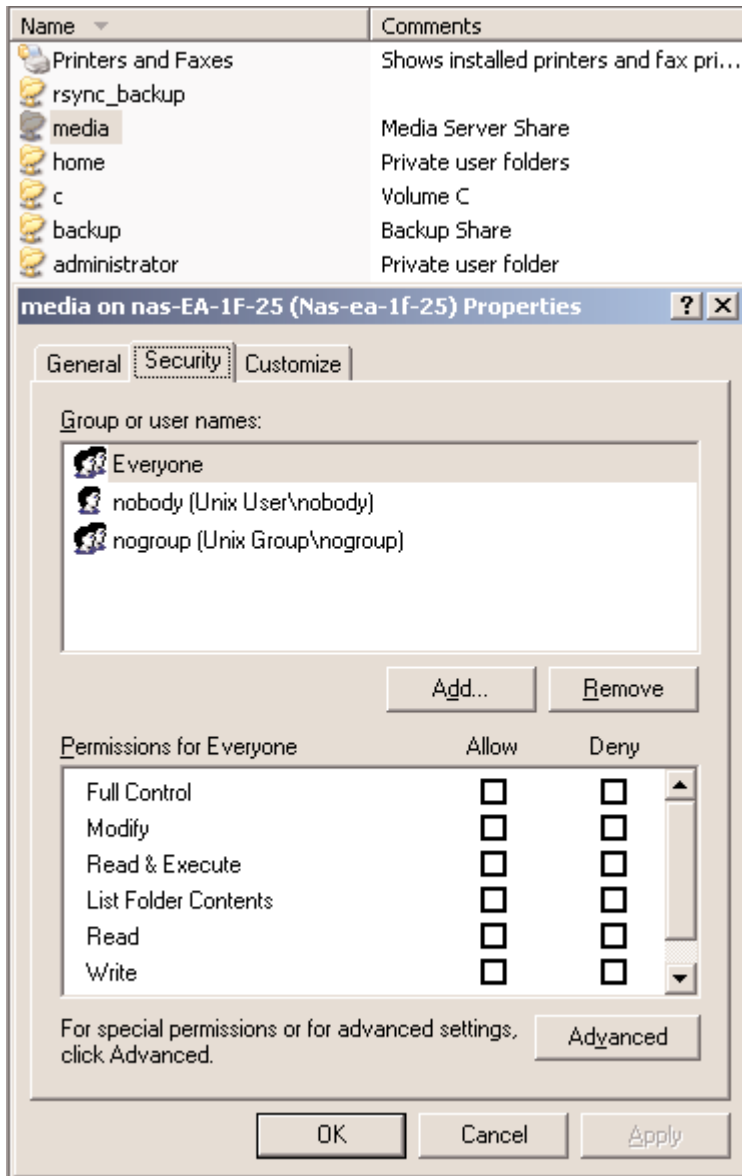 Name Comments
Printers and Faxes Shows installed printers and fax pri...
rsync_backup
media Media Server Share
home Private user folders
c Volume C
backup Backup Share
administrator Private user folder
media on nas-EA-1F-25 (Nas-ea-1f-25) Properties ? X
General Security Customize
Group or user names:
Everyone
nobody (Unix User\nobody)
nogroup (Unix Group\nogroup)
Add... Remove
Permissions for Everyone Allow Deny
Full Control
Modify
Read & Execute
List Folder Contents
Read
Write
For special permissions or for advanced settings,
click Advanced.
Advanced
OK Cancel Apply